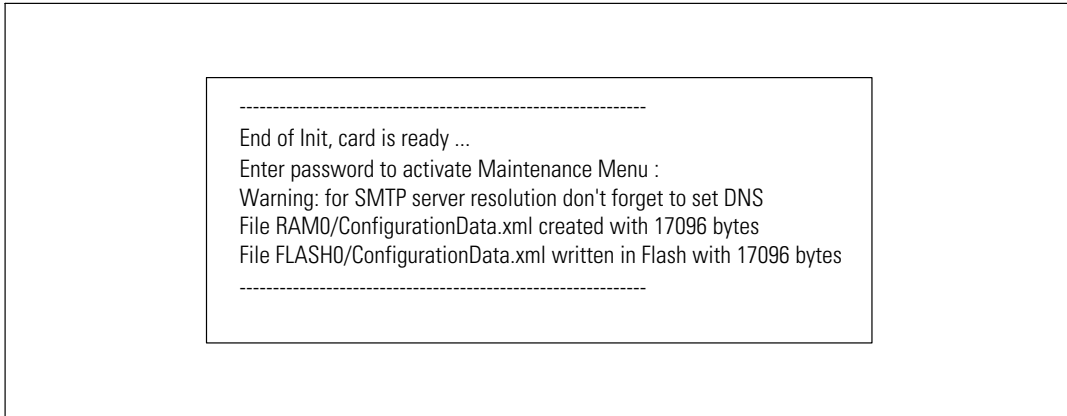 -------------------------------------------------------------
End of Init, card is ready ...
Enter password to activate Maintenance Menu :
Warning: for SMTP server resolution don't forget to set DNS
File RAM0/ConfigurationData.xml created with 17096 bytes
File FLASH0/ConfigurationData.xml written in Flash with 17096 bytes
-------------------------------------------------------------